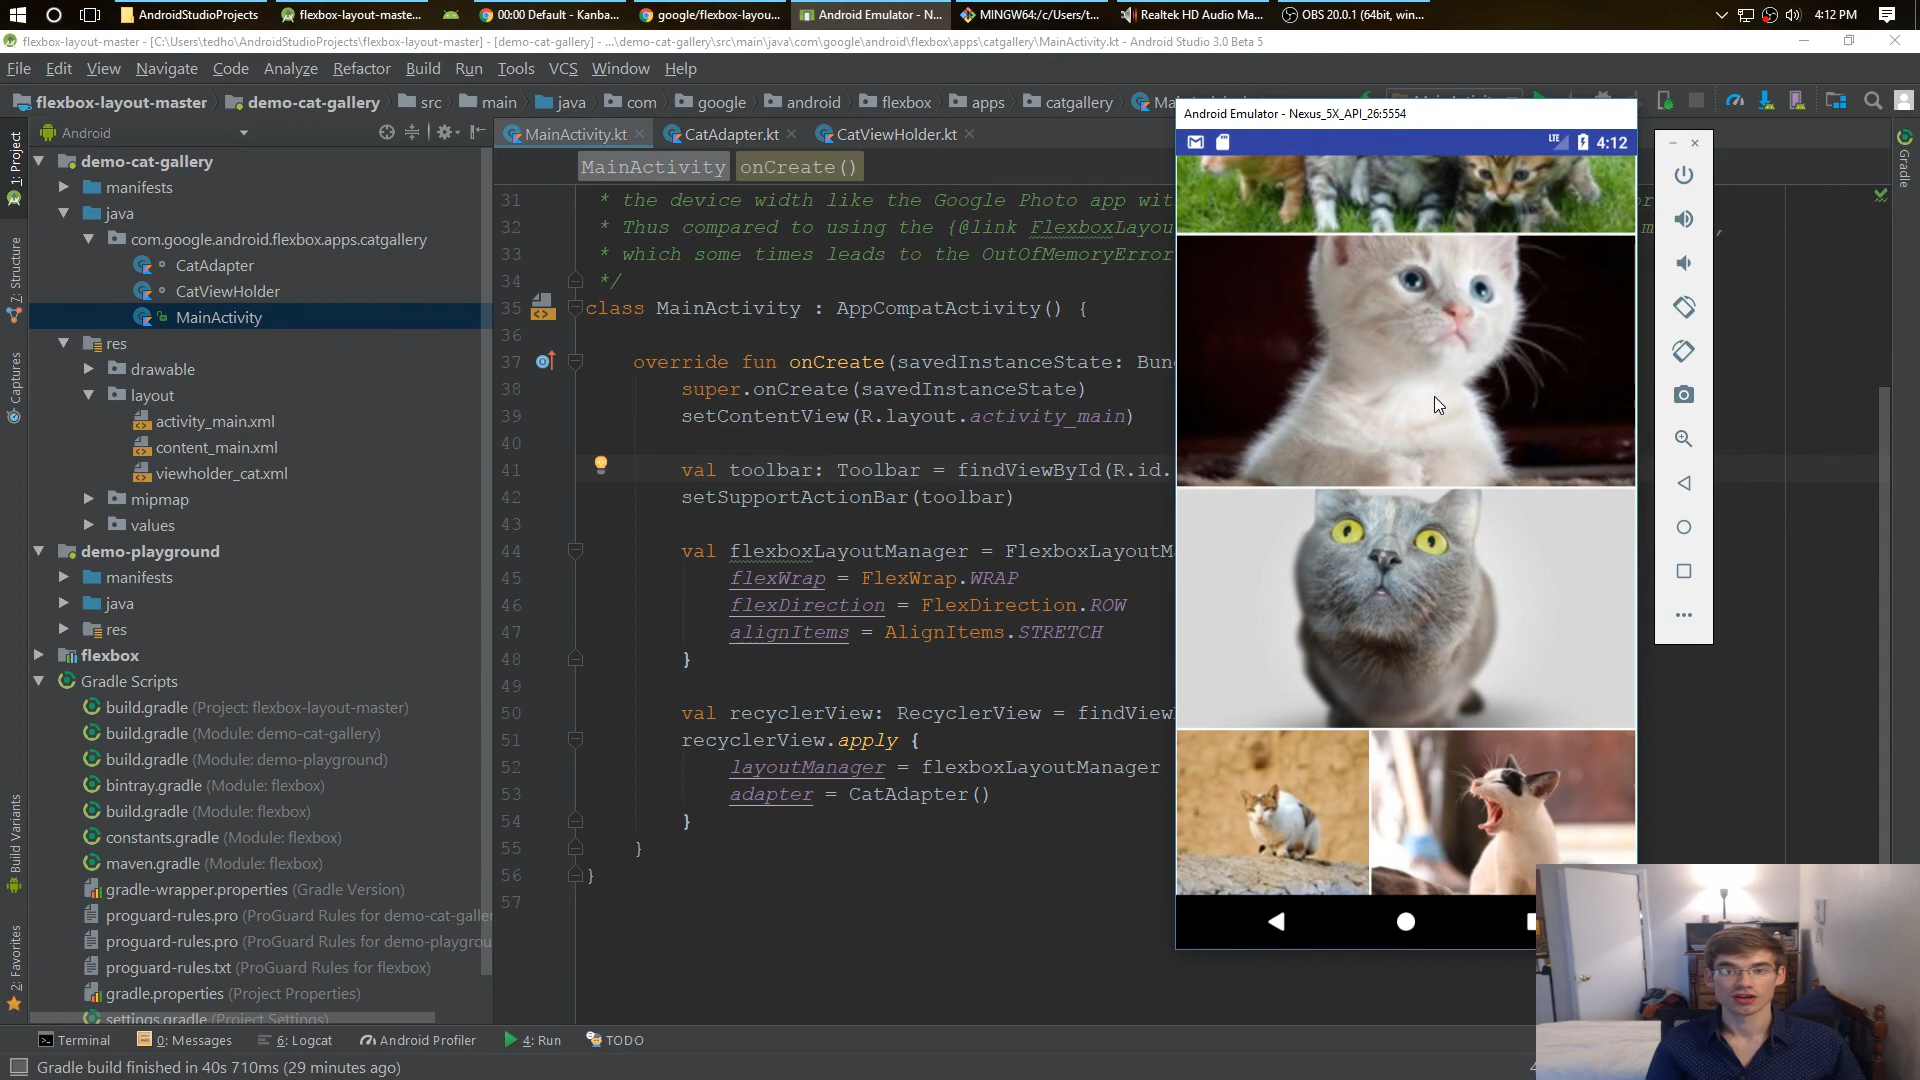 AndroidStudioProjects
flexbox-layout-maste...
00:00 Default - Kanba...
google/flexbox-layou...
Android Emulator - N...
MINGW64:/c/Users/t...
Realtek HD Audio Ma...
OBS 20.0.1 (64bit, win...
4:12 PM
flexbox-layout-master - [C:\Users\tedho\AndroidStudioProjects\flexbox-layout-master] - [demo-cat-gallery] - ...\demo-cat-gallery\src\main\java\com\google\android\flexbox\apps\catgallery\MainActivity.kt - Android Studio 3.0 Beta 5
File Edit View Navigate Code Analyze Refactor Build Run Tools VCS Window Help
flexbox-layout-master demo-cat-gallery src main java com google android flexbox apps catgallery
Android Emulator - Nexus_5X_API_26:5554
LTE 4:12
1: Project
7: Structure
Captures
Build Variants
2: Favorites
Gradle
Android
demo-cat-gallery
manifests
java
com.google.android.flexbox.apps.catgallery
CatAdapter
CatViewHolder
MainActivity
res
drawable
layout
activity_main.xml
content_main.xml
viewholder_cat.xml
mipmap
values
demo-playground
manifests
java
res
flexbox
Gradle Scripts
build.gradle (Project: flexbox-layout-master)
build.gradle (Module: demo-cat-gallery)
build.gradle (Module: demo-playground)
bintray.gradle (Module: flexbox)
build.gradle (Module: flexbox)
constants.gradle (Module: flexbox)
maven.gradle (Module: flexbox)
gradle-wrapper.properties (Gradle Version)
proguard-rules.pro (ProGuard Rules for demo-cat-galler
proguard-rules.pro (ProGuard Rules for demo-playgrou
proguard-rules.txt (ProGuard Rules for flexbox)
gradle.properties (Project Properties)
settings.gradle (Project Settings)
MainActivity.kt CatAdapter.kt CatViewHolder.kt
MainActivity onCreate()
31 * the device width like the Google Photo app wit
32 * Thus compared to using the {@link FlexboxLayou
33 * which some times leads to the OutOfMemoryError
34 */
35 class MainActivity : AppCompatActivity() {
36
37 override fun onCreate(savedInstanceState: Bun
38 super.onCreate(savedInstanceState)
39 setContentView(R.layout.activity_main)
40
41 val toolbar: Toolbar = findViewById(R.id.
42 setSupportActionBar(toolbar)
43
44 val flexboxLayoutManager = FlexboxLayoutM
45 flexWrap = FlexWrap.WRAP
46 flexDirection = FlexDirection.ROW
47 alignItems = AlignItems.STRETCH
48 }
49
50 val recyclerView: RecyclerView = findView
51 recyclerView.apply {
52 layoutManager = flexboxLayoutManager
53 adapter = CatAdapter()
54 }
55 }
56 }
57
Terminal 0: Messages 6: Logcat Android Profiler 4: Run TODO
Gradle build finished in 40s 710ms (29 minutes ago)